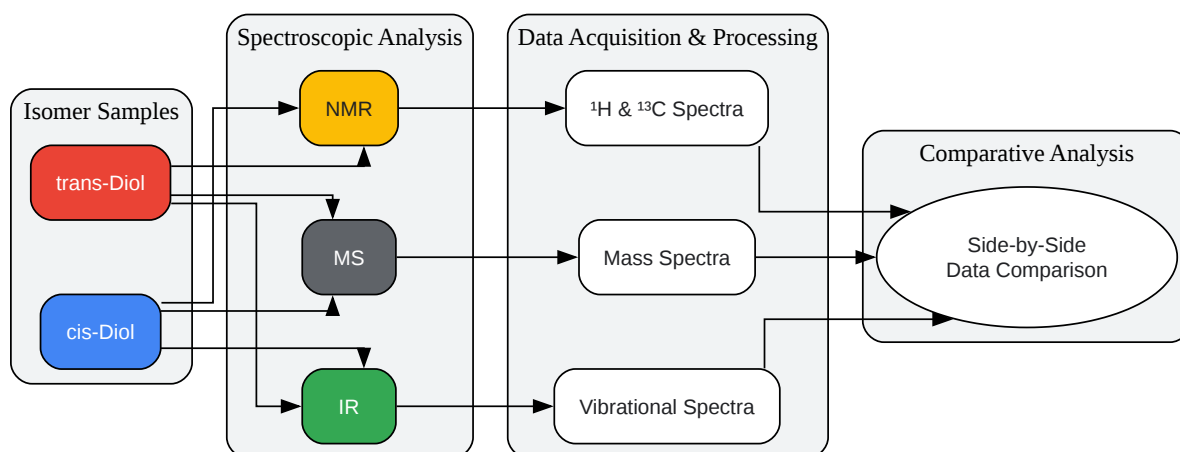 Isomer Samples
trans-Diol
cis-Diol
Spectroscopic Analysis
NMR
MS
IR
Data Acquisition & Processing
¹H & ¹³C Spectra
Mass Spectra
Vibrational Spectra
Comparative Analysis
Side-by-Side
Data Comparison